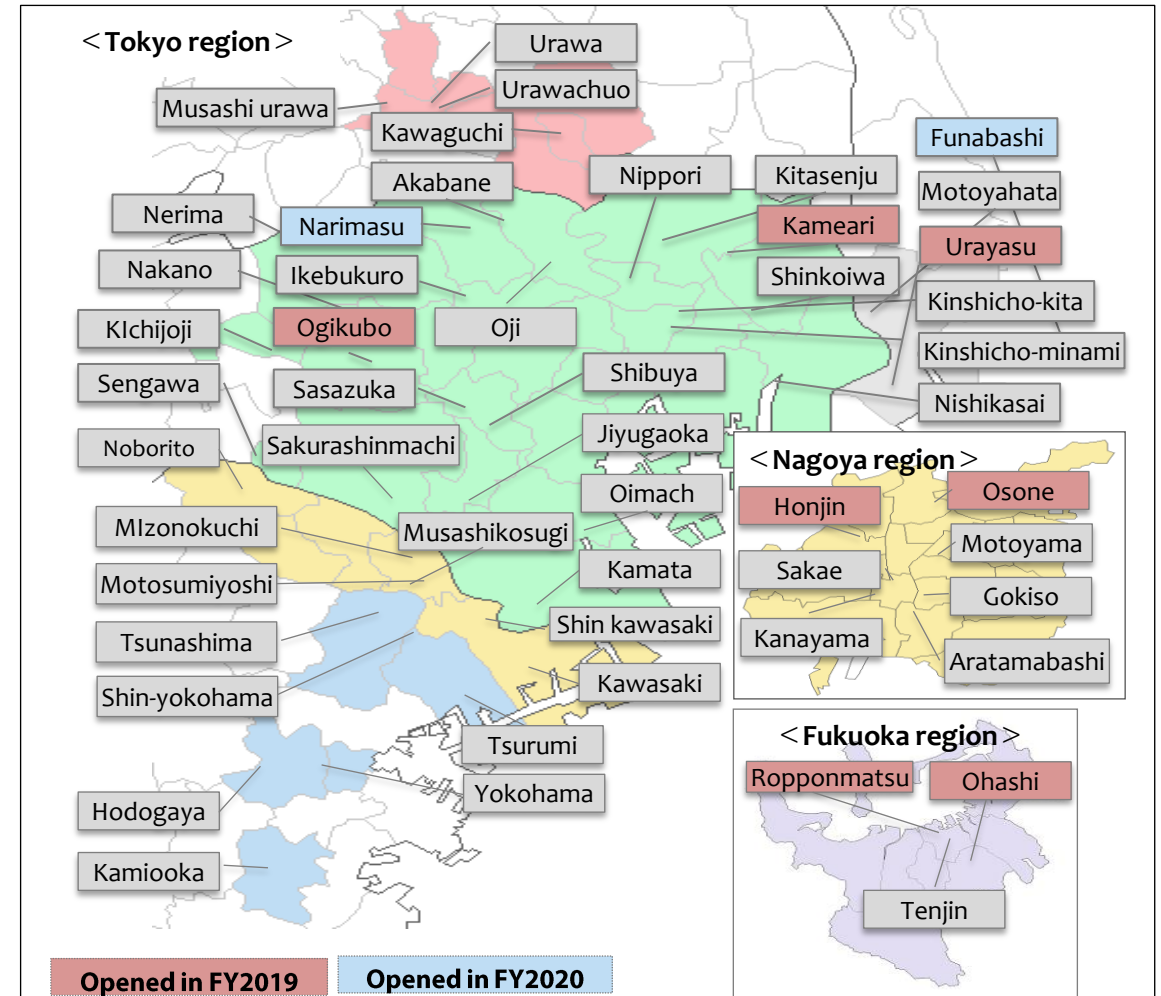 ＜Tokyo region＞
Urawa
Urawachuo
Musashi urawa
Kawaguchi
Funabashi
Akabane
Nippori
Kitasenju
Motoyahata
Nerima
Narimasu
Kameari
Urayasu
Nakano
Ikebukuro
Shinkoiwa
Kinshicho-kita
KIchijoji
Ogikubo
Oji
Kinshicho-minami
Sengawa
Sasazuka
Shibuya
Nishikasai
Noborito
Sakurashinmachi
Jiyugaoka
Oimach
MIzonokuchi
Musashikosugi
Motosumiyoshi
Kamata
Tsunashima
Shin kawasaki
Shin-yokohama
Kawasaki
Tsurumi
Yokohama
Hodogaya
Kamiooka
＜Nagoya region＞
Honjin
Osone
Motoyama
Sakae
Gokiso
Kanayama
Aratamabashi
＜Fukuoka region＞
Ropponmatsu
Ohashi
Tenjin
Opened in FY2019
Opened in FY2020